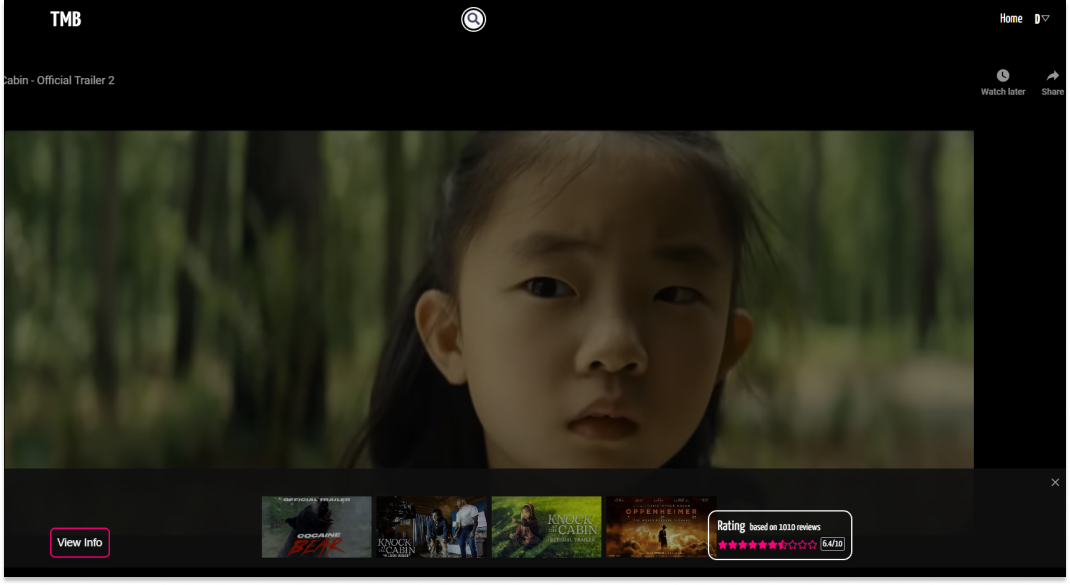 TMB
Home D
Cabin - Official Trailer 2
Watch later
Share
OFFICIAL TRAILER
COCAINE
BEAR
KNOCK
AT THE CABIN
KNOCK
AT THE CABIN
OFFICIAL TRAILER
OPPENHEIMER
View Info
Rating based on 1010 reviews
6.4/10